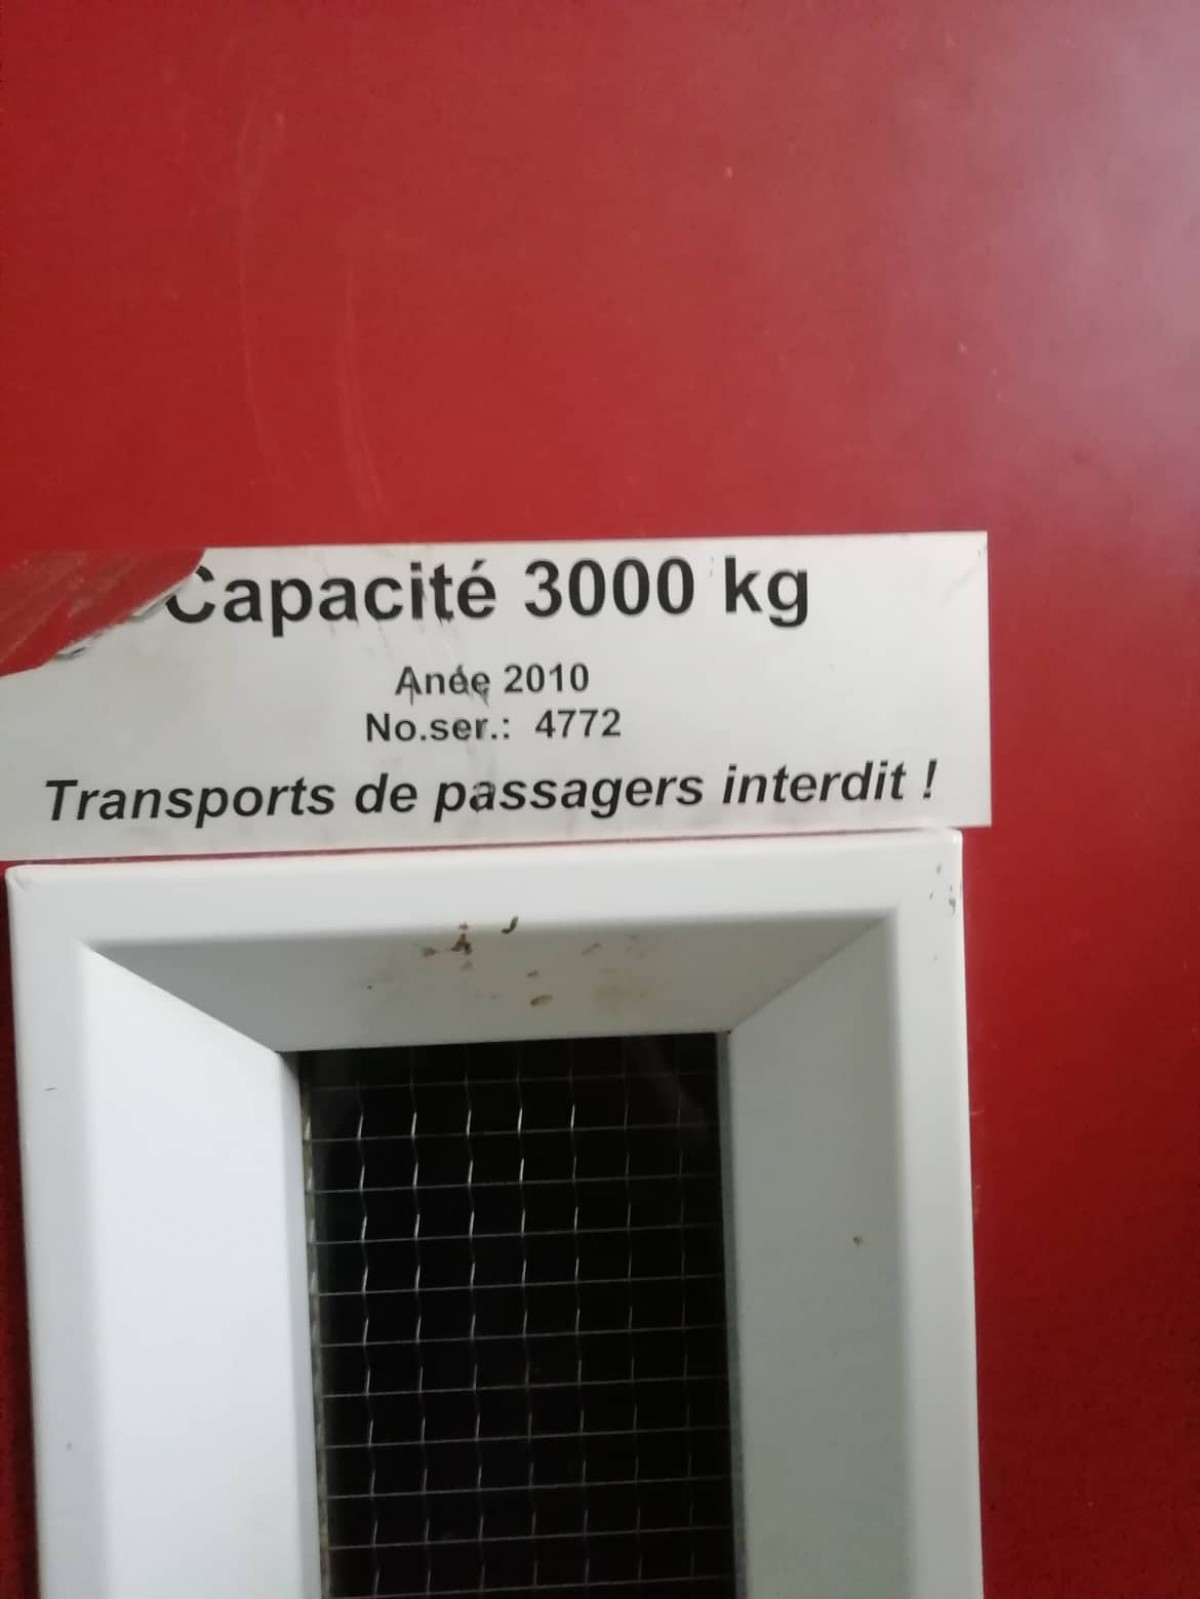 Capacité 3000 kg
Anée 2010
No.ser.: 4772
Transports de passagers interdit !